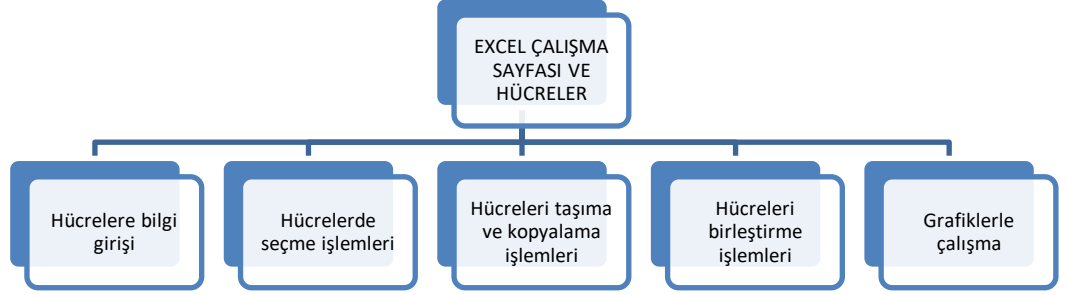 EXCEL ÇALIŞMA
SAYFASI VE
HÜCRELER
Hücrelere bilgi
girişi
Hücrelerde
seçme işlemleri
Hücreleri taşıma
ve kopyalama
işlemleri
Hücreleri
birleştirme
işlemleri
Grafiklerle
çalışma